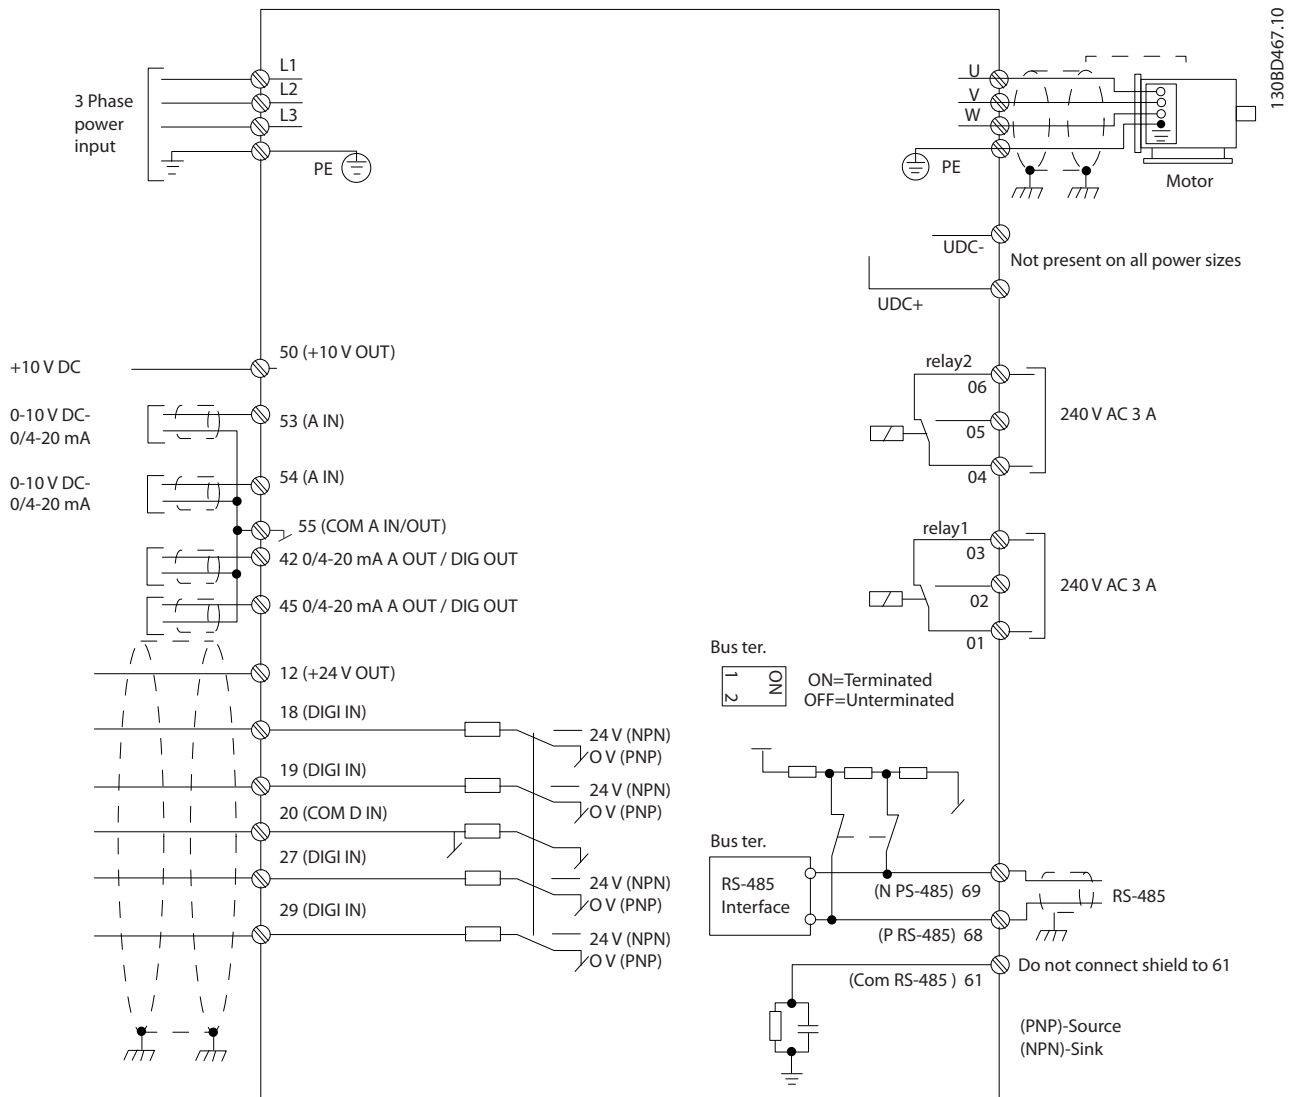 130BD467.10
3 Phase
power
input
L1
L2
L3
PE
U
V
W
PE
Motor
UDC-
Not present on all power sizes
UDC+
+10 V DC
50 (+10 V OUT)
0-10 V DC-
0/4-20 mA
53 (A IN)
0-10 V DC-
0/4-20 mA
54 (A IN)
55 (COM A IN/OUT)
42 0/4-20 mA A OUT / DIG OUT
45 0/4-20 mA A OUT / DIG OUT
12 (+24 V OUT)
18 (DIGI IN)
24 V (NPN)
O V (PNP)
19 (DIGI IN)
24 V (NPN)
O V (PNP)
20 (COM D IN)
27 (DIGI IN)
24 V (NPN)
O V (PNP)
29 (DIGI IN)
24 V (NPN)
O V (PNP)
relay2
06
05
04
240 V AC 3 A
relay1
03
02
01
240 V AC 3 A
Bus ter.
1
2
ON
ON=Terminated
OFF=Unterminated
Bus ter.
RS-485
Interface
(N PS-485) 69
RS-485
(P RS-485) 68
(Com RS-485 ) 61
Do not connect shield to 61
(PNP)-Source
(NPN)-Sink